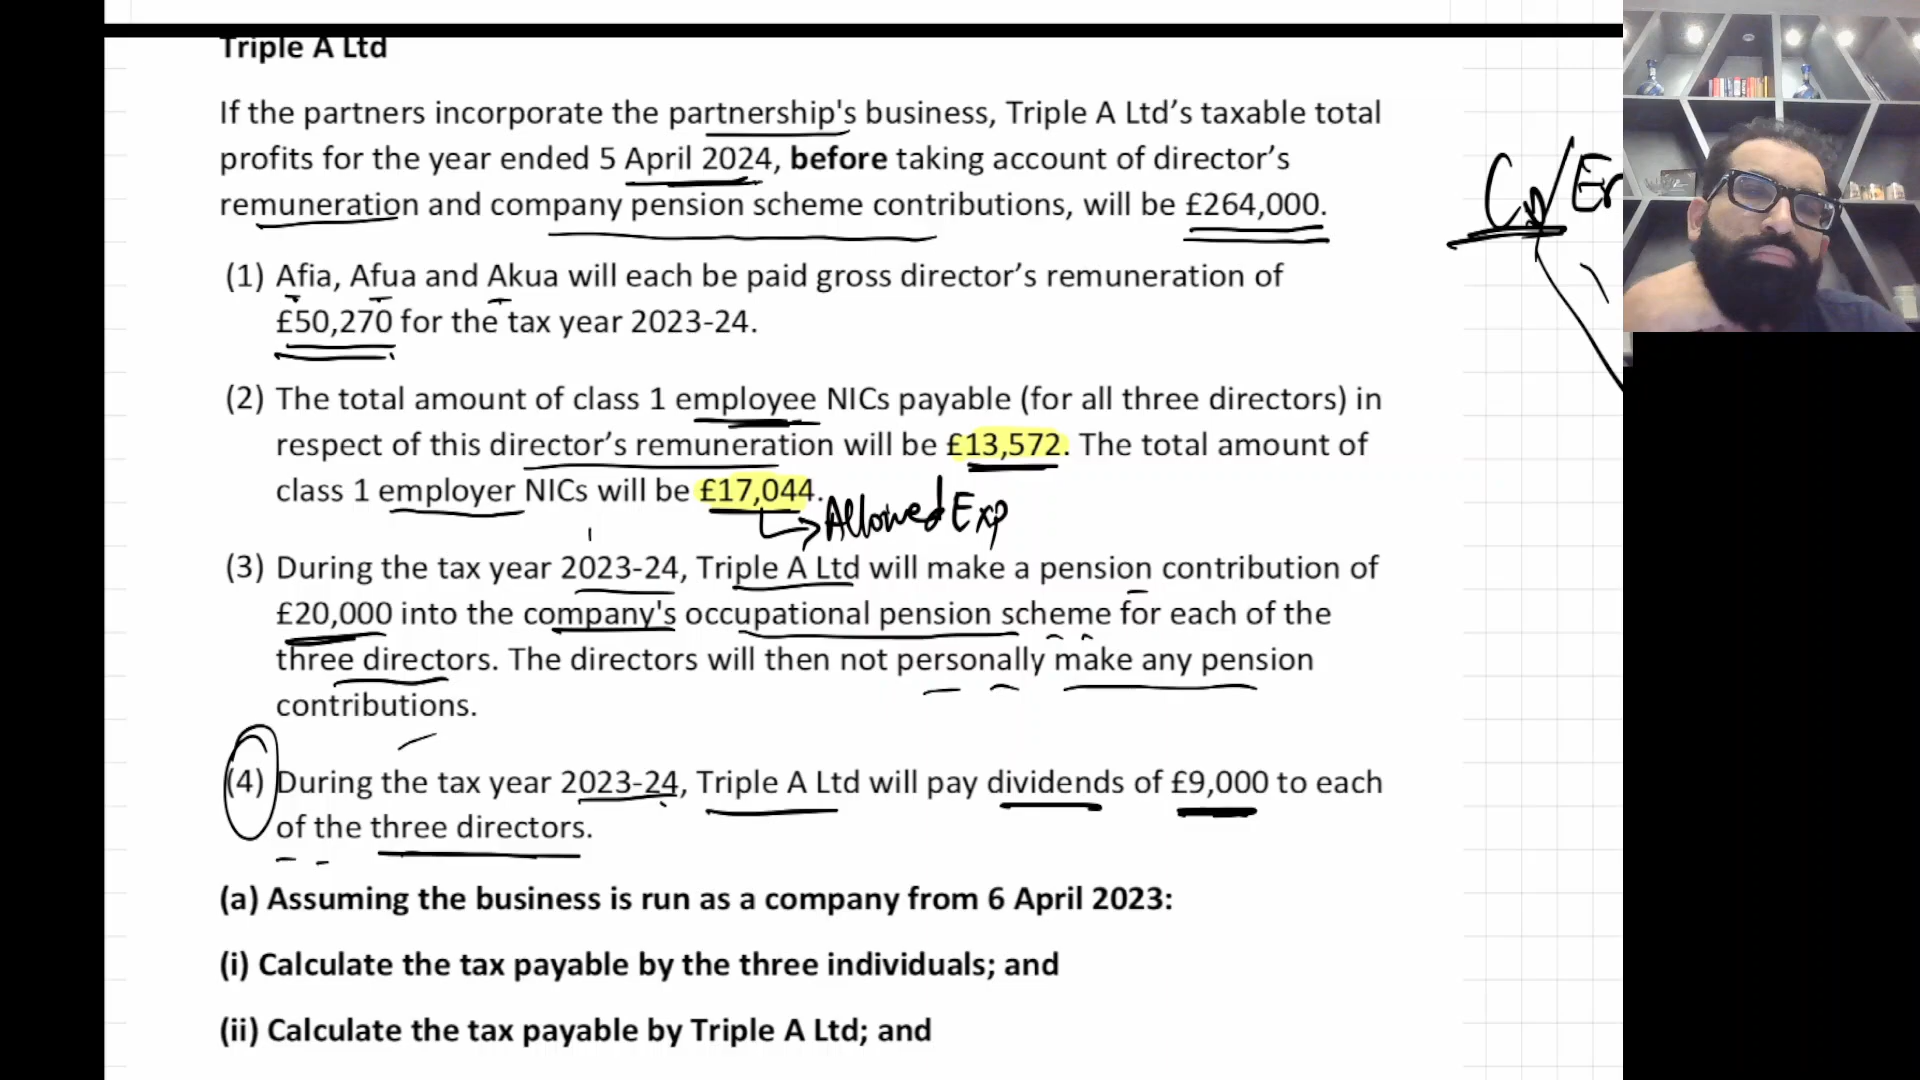 Triple A Ltd
If the partners incorporate the partnership's business, Triple A Ltd’s taxable total
profits for the year ended 5 April 2024, before taking account of director’s
remuneration and company pension scheme contributions, will be £264,000.
(1) Afia, Afua and Akua will each be paid gross director’s remuneration of
£50,270 for the tax year 2023-24.
(2) The total amount of class 1 employee NICs payable (for all three directors) in
respect of this director’s remuneration will be £13,572. The total amount of
class 1 employer NICs will be £17,044.
Allowed Exp
(3) During the tax year 2023-24, Triple A Ltd will make a pension contribution of
£20,000 into the company's occupational pension scheme for each of the
three directors. The directors will then not personally make any pension
contributions.
(4) During the tax year 2023-24, Triple A Ltd will pay dividends of £9,000 to each
of the three directors.
(a) Assuming the business is run as a company from 6 April 2023:
(i) Calculate the tax payable by the three individuals; and
(ii) Calculate the tax payable by Triple A Ltd; and